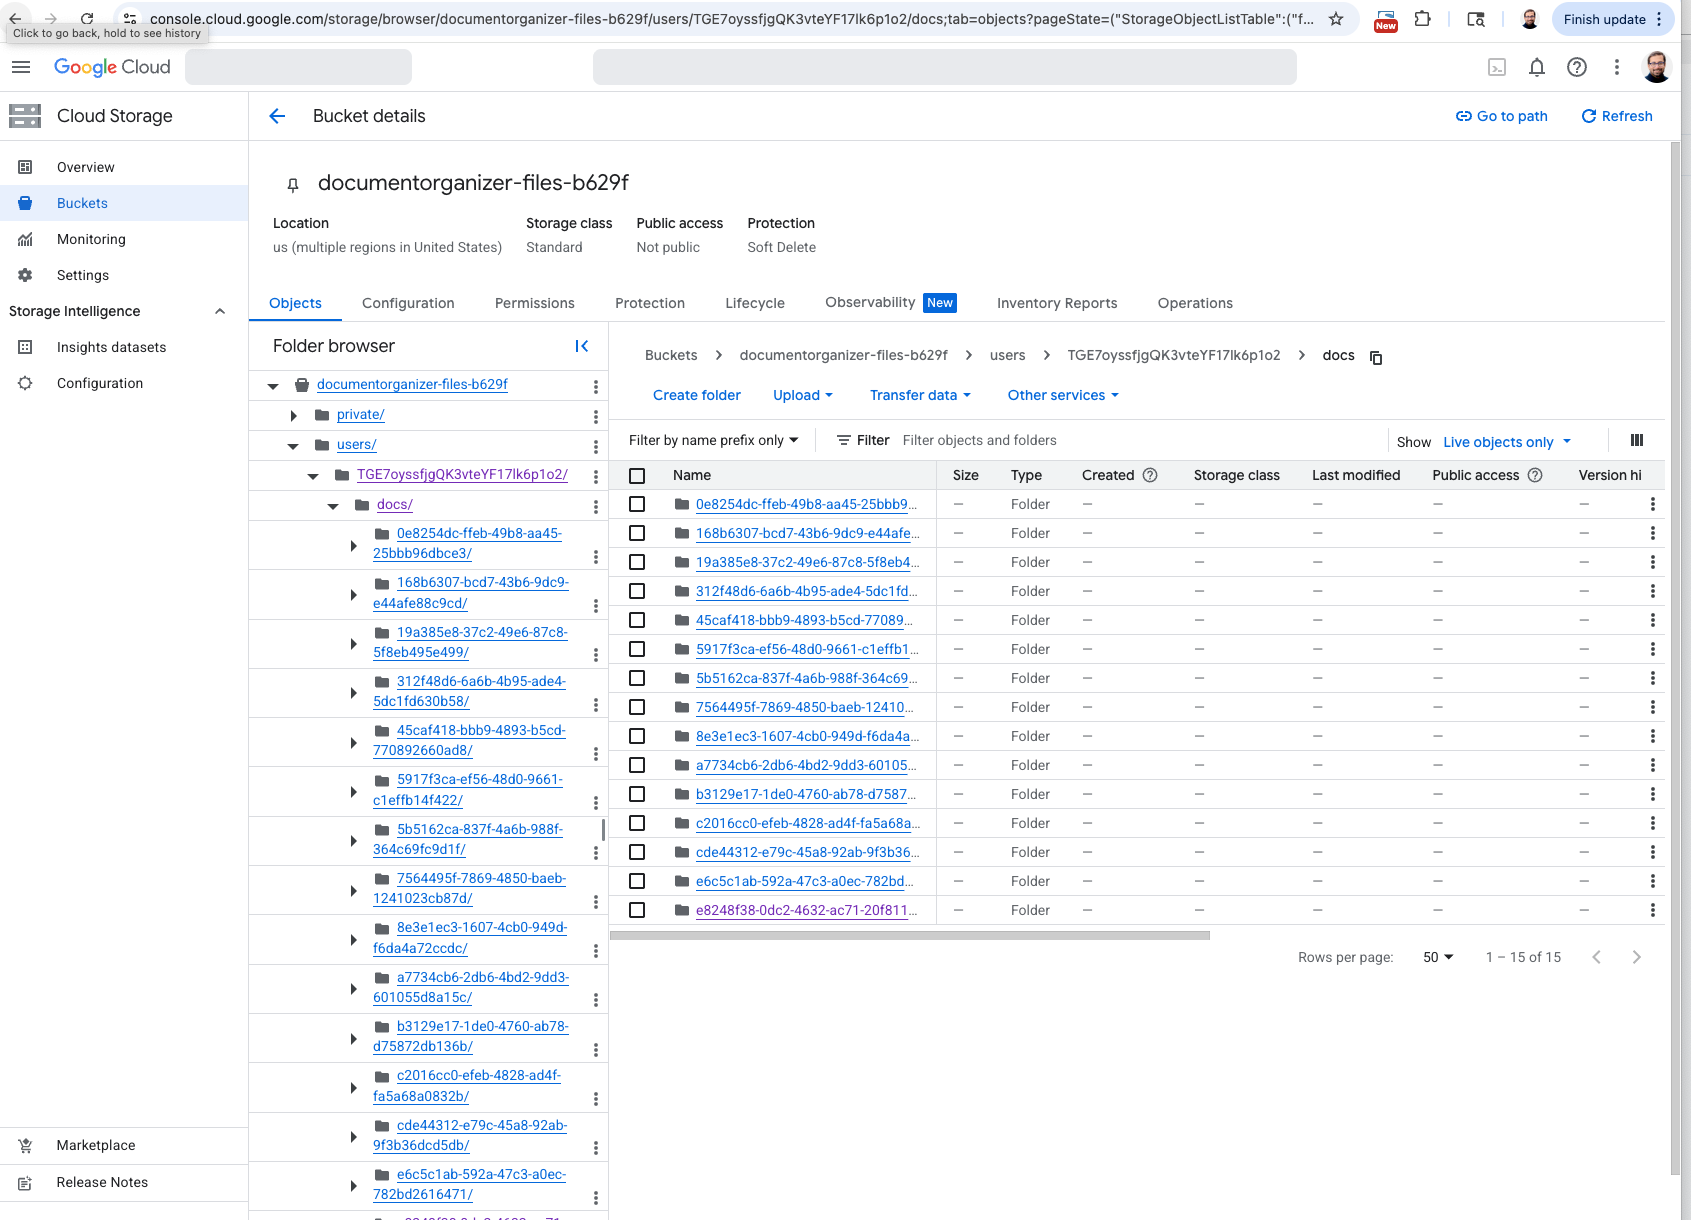 console.cloud.google.com/storage/browser/documentorganizer-files-b629f/users/TGE7oyssfjgQK3vteYF17lk6p1o2/docs;tab=objects?pageState=("StorageObjectListTable":("f...
New
Finish update
Click to go back, hold to see history
Google Cloud
Cloud Storage
Overview
Buckets
Monitoring
Settings
Storage Intelligence
Insights datasets
Configuration
Marketplace
Release Notes
Bucket details
Go to path
Refresh
documentorganizer-files-b629f
Location Storage class Public access Protection
us (multiple regions in United States) Standard Not public Soft Delete
Objects Configuration Permissions Protection Lifecycle Observability New Inventory Reports Operations
Folder browser
documentorganizer-files-b629f
private/
users/
TGE7oyssfjgQK3vteYF17lk6p1o2/
docs/
0e8254dc-ffeb-49b8-aa45-
25bbb96dbce3/
168b6307-bcd7-43b6-9dc9-
e44afe88c9cd/
19a385e8-37c2-49e6-87c8-
5f8eb495e499/
312f48d6-6a6b-4b95-ade4-
5dc1fd630b58/
45caf418-bbb9-4893-b5cd-
770892660ad8/
5917f3ca-ef56-48d0-9661-
c1effb14f422/
5b5162ca-837f-4a6b-988f-
364c69fc9d1f/
7564495f-7869-4850-baeb-
1241023cb87d/
8e3e1ec3-1607-4cb0-949d-
f6da4a72ccdc/
a7734cb6-2db6-4bd2-9dd3-
601055d8a15c/
b3129e17-1de0-4760-ab78-
d75872db136b/
c2016cc0-efeb-4828-ad4f-
fa5a68a0832b/
cde44312-e79c-45a8-92ab-
9f3b36dcd5db/
e6c5c1ab-592a-47c3-a0ec-
782bd2616471/
Buckets documentorganizer-files-b629f users TGE7oyssfjgQK3vteYF17lk6p1o2 docs
Create folder Upload Transfer data Other services
Filter by name prefix only Filter Filter objects and folders Show Live objects only
Name Size Type Created Storage class Last modified Public access Version hi
0e8254dc-ffeb-49b8-aa45-25bbb9... — Folder — — — — —
168b6307-bcd7-43b6-9dc9-e44afe... — Folder — — — — —
19a385e8-37c2-49e6-87c8-5f8eb4... — Folder — — — — —
312f48d6-6a6b-4b95-ade4-5dc1fd... — Folder — — — — —
45caf418-bbb9-4893-b5cd-77089... — Folder — — — — —
5917f3ca-ef56-48d0-9661-c1effb1... — Folder — — — — —
5b5162ca-837f-4a6b-988f-364c69... — Folder — — — — —
7564495f-7869-4850-baeb-12410... — Folder — — — — —
8e3e1ec3-1607-4cb0-949d-f6da4a... — Folder — — — — —
a7734cb6-2db6-4bd2-9dd3-60105... — Folder — — — — —
b3129e17-1de0-4760-ab78-d7587... — Folder — — — — —
c2016cc0-efeb-4828-ad4f-fa5a68a... — Folder — — — — —
cde44312-e79c-45a8-92ab-9f3b36... — Folder — — — — —
e6c5c1ab-592a-47c3-a0ec-782bd... — Folder — — — — —
e8248f38-0dc2-4632-ac71-20f811... — Folder — — — — —
Rows per page: 50 1 – 15 of 15